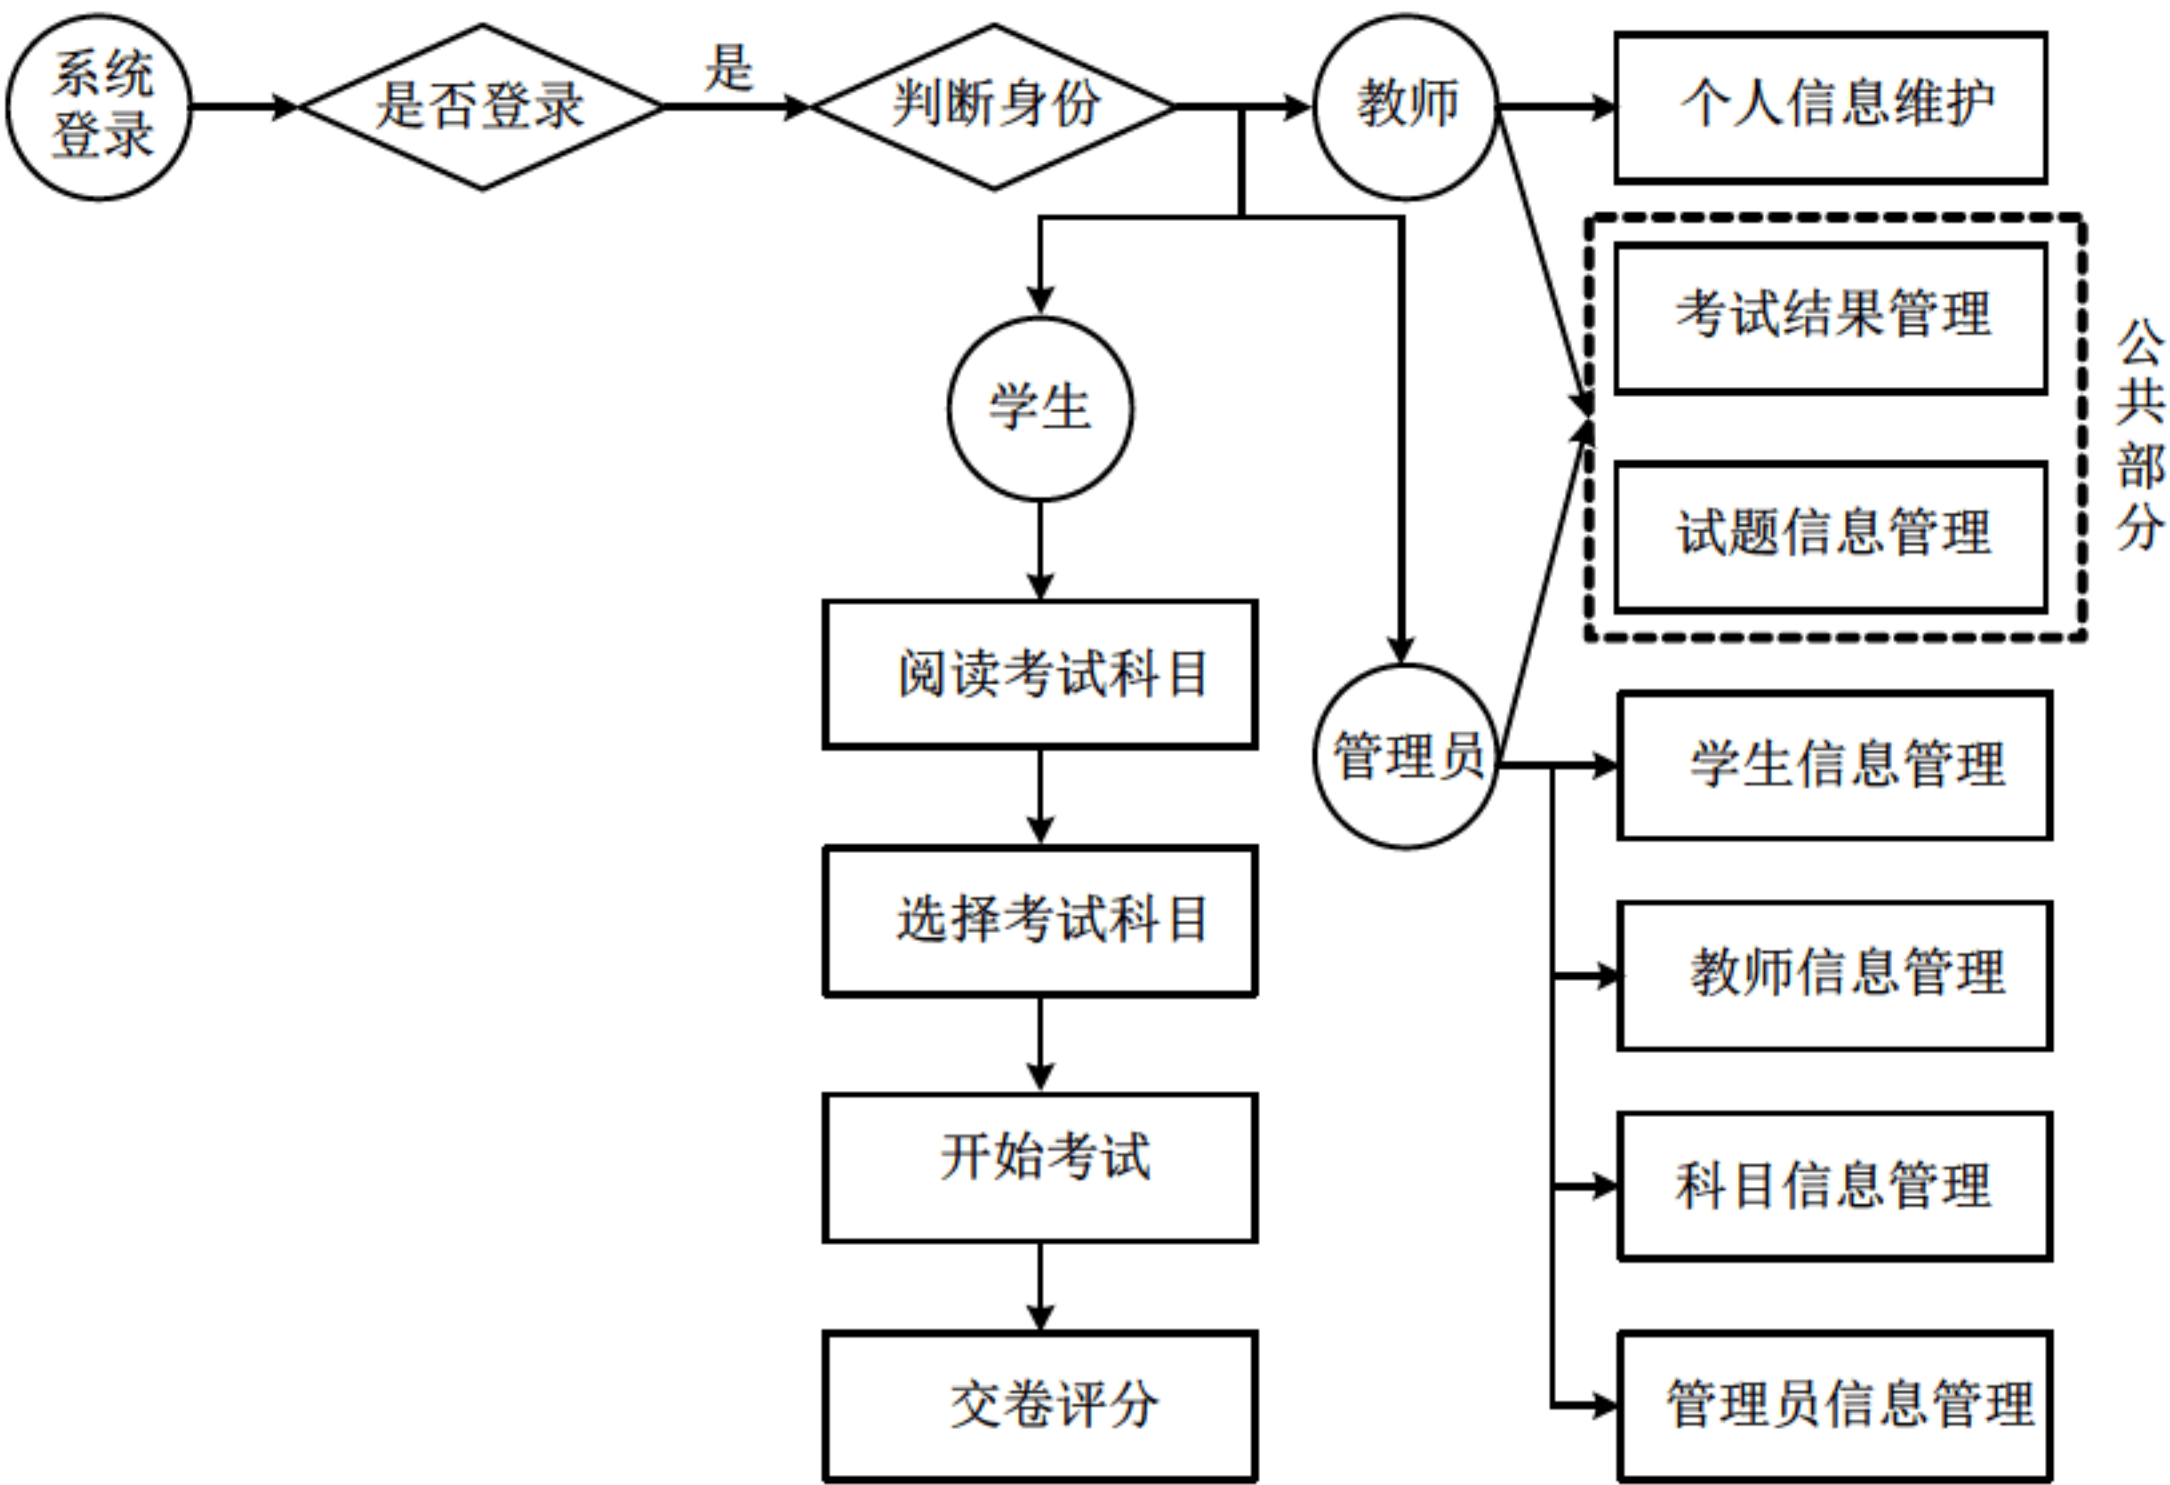 系统
登录
是否登录
是
判断身份
教师
个人信息维护
考试结果管理
试题信息管理
公
共
部
分
学生
阅读考试科目
选择考试科目
开始考试
交卷评分
管理员
学生信息管理
教师信息管理
科目信息管理
管理员信息管理